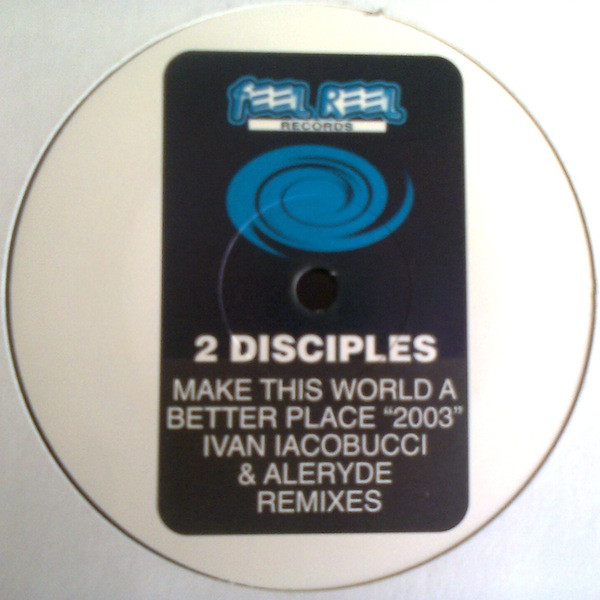 FEEL REEL
RECORDS
2 DISCIPLES
MAKE THIS WORLD A
BETTER PLACE “2003”
IVAN IACOBUCCI
& ALERYDE
REMIXES